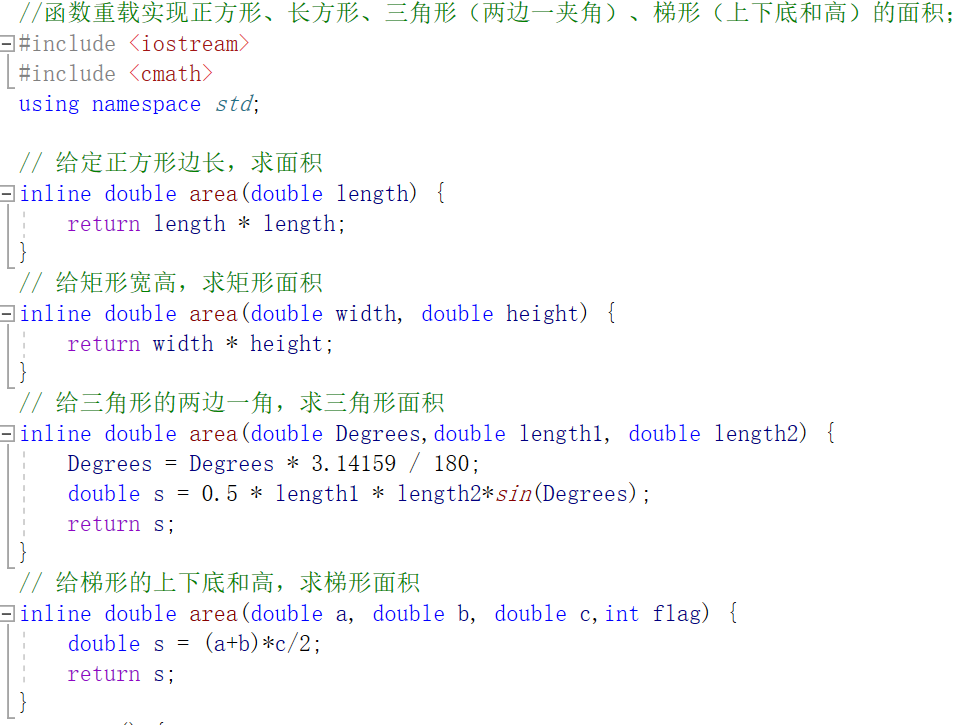 //函数重载实现正方形、长方形、三角形（两边一夹角）、梯形（上下底和高）的面积;
#include <iostream>
#include <cmath>
using namespace std;
// 给定正方形边长，求面积
inline double area(double length) {
    return length * length;
}
// 给矩形宽高，求矩形面积
inline double area(double width, double height) {
    return width * height;
}
// 给三角形的两边一角，求三角形面积
inline double area(double Degrees,double length1, double length2) {
    Degrees = Degrees * 3.14159 / 180;
    double s = 0.5 * length1 * length2*sin(Degrees);
    return s;
}
// 给梯形的上下底和高，求梯形面积
inline double area(double a, double b, double c,int flag) {
    double s = (a+b)*c/2;
    return s;
}